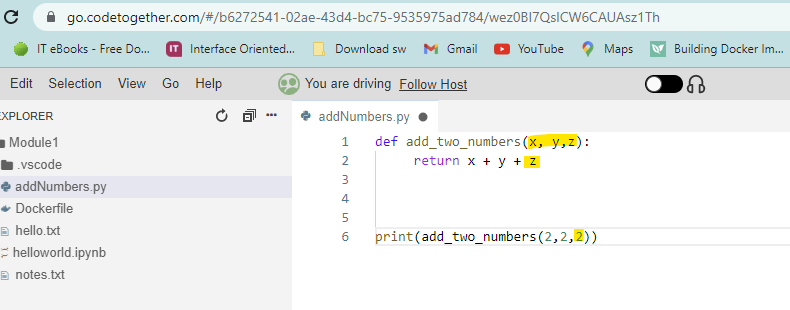 go.codetogether.com/#/b6272541-02ae-43d4-bc75-9535975ad784/wez0BI7QsICW6CAUAsz1Th
IT eBooks - Free Do... IT Interface Oriented... Download sw Gmail YouTube Maps Building Docker Im...
Edit Selection View Go Help You are driving Follow Host
EXPLORER
addNumbers.py
Module1
.vscode
addNumbers.py
Dockerfile
hello.txt
helloworld.ipynb
notes.txt
1 def add_two_numbers(x, y,z):
2 return x + y + z
3
4
5
6 print(add_two_numbers(2,2,2))